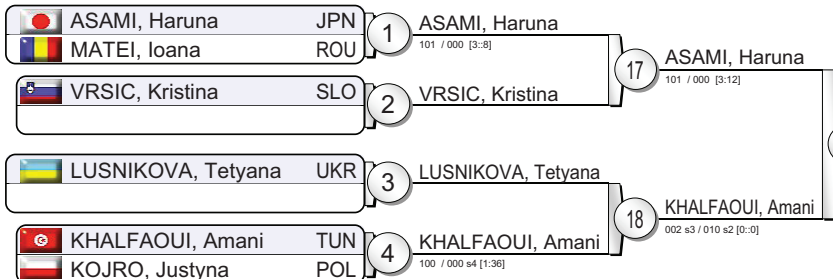 ASAMI, Haruna JPN
MATEI, Ioana ROU
1
ASAMI, Haruna
101 / 000 [3::8]
VRSIC, Kristina SLO
2
VRSIC, Kristina
17
ASAMI, Haruna
101 / 000 [3:12]
LUSNIKOVA, Tetyana UKR
3
LUSNIKOVA, Tetyana
KHALFAOUI, Amani TUN
KOJRO, Justyna POL
4
KHALFAOUI, Amani
100 / 000 s4 [1:36]
18
KHALFAOUI, Amani
002 s3 / 010 s2 [0::0]